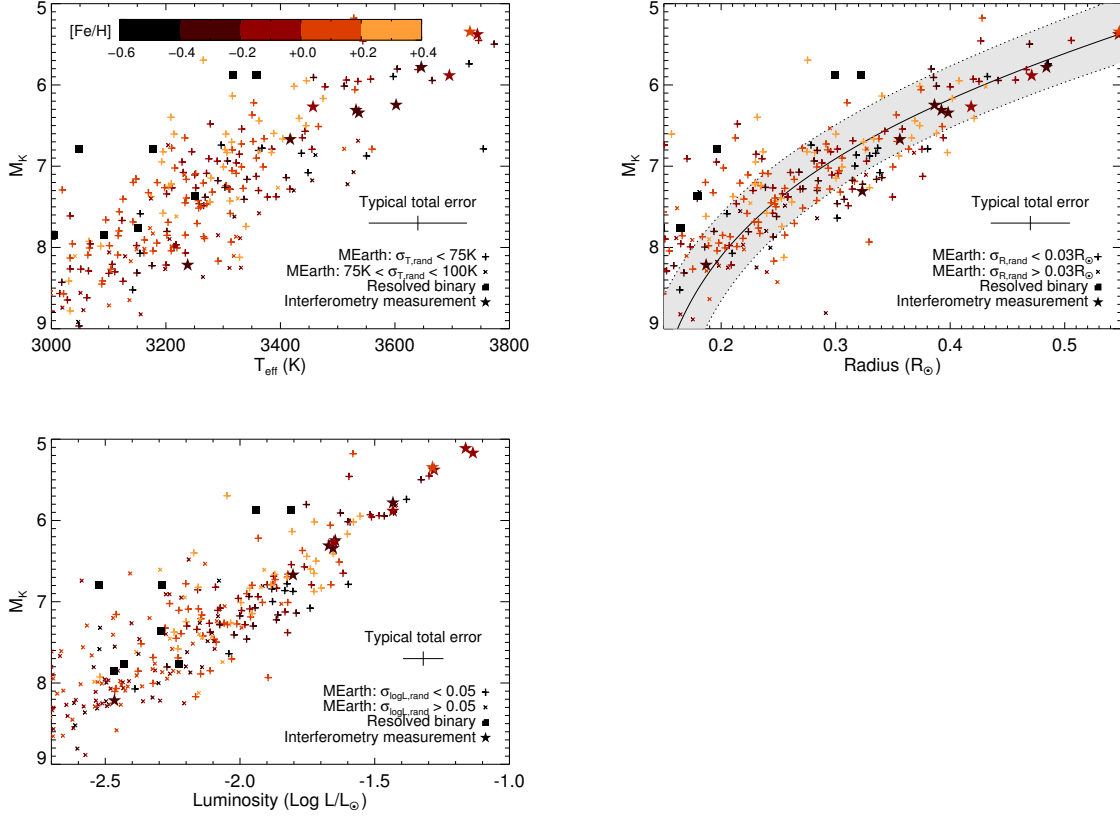 [Fe/H]
−0.6 −0.4 −0.2 +0.0 +0.2 +0.4
5
6
7
8
9
M_K
Typical total error
MEarth: σ_T,rand < 75K
MEarth: 75K < σ_T,rand < 100K
Resolved binary
Interferometry measurement
3000 3200 3400 3600 3800
T_eff (K)
5
6
7
8
9
M_K
Typical total error
MEarth: σ_R,rand < 0.03R_☉
MEarth: σ_R,rand > 0.03R_☉
Resolved binary
Interferometry measurement
0.2 0.3 0.4 0.5
Radius (R_☉)
5
6
7
8
9
M_K
Typical total error
MEarth: σ_logL,rand < 0.05
MEarth: σ_logL,rand > 0.05
Resolved binary
Interferometry measurement
-2.5 -2.0 -1.5 -1.0
Luminosity (Log L/L_☉)